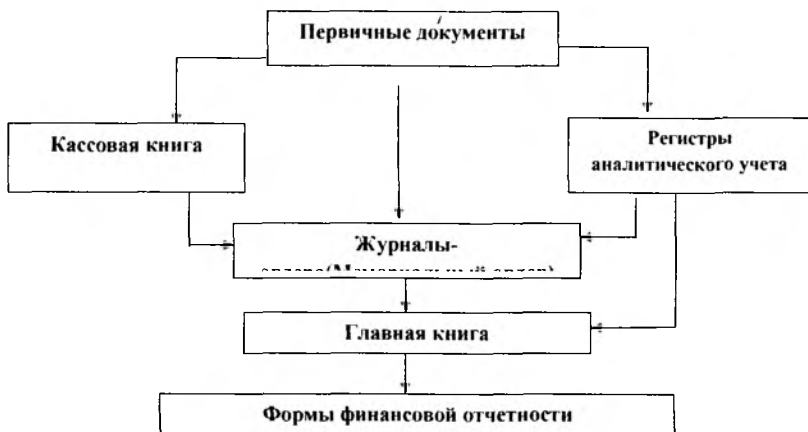 Первичные документы
Кассовая книга
Регистры
аналитического учета
Журналы-
Главная книга
Формы финансовой отчетности